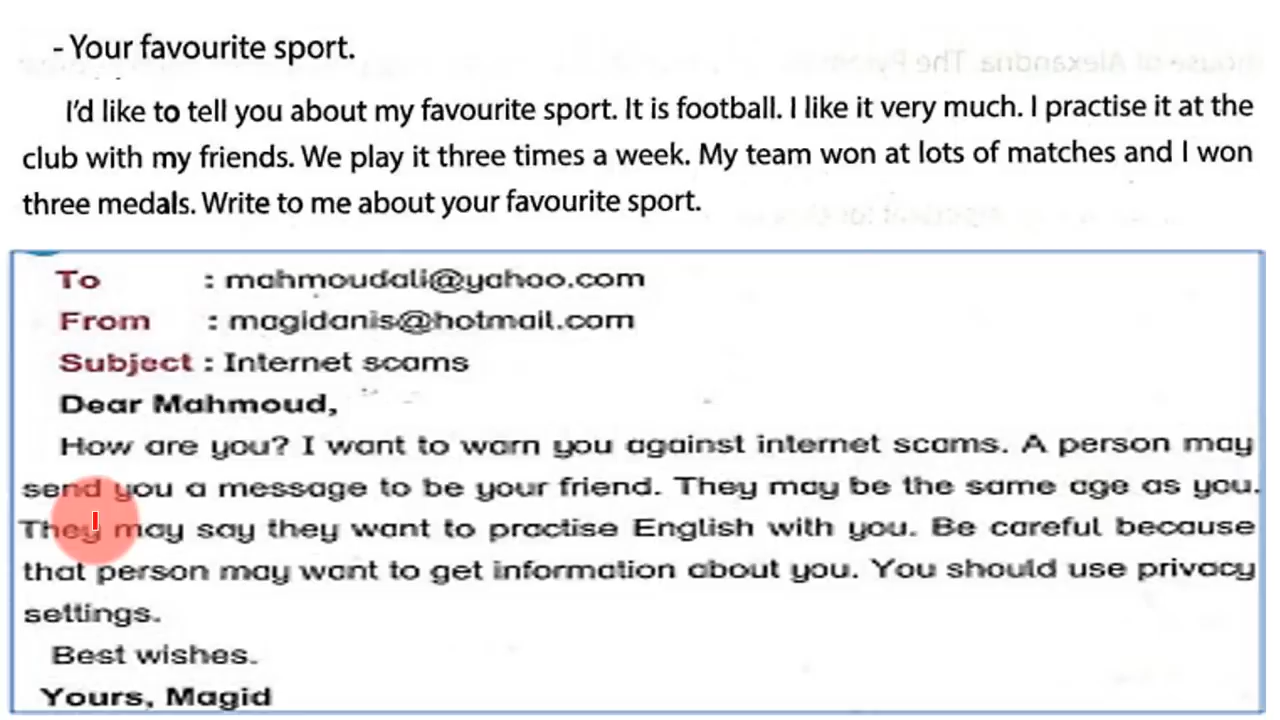 - Your favourite sport.
I'd like to tell you about my favourite sport. It is football. I like it very much. I practise it at the
club with my friends. We play it three times a week. My team won at lots of matches and I won
three medals. Write to me about your favourite sport.
To : mahmoudali@yahoo.com
From : magidanis@hotmail.com
Subject : Internet scams
Dear Mahmoud,
How are you? I want to warn you against internet scams. A person may
send you a message to be your friend. They may be the same age as you.
They may say they want to practise English with you. Be careful because
that person may want to get information about you. You should use privacy
settings.
Best wishes.
Yours, Magid